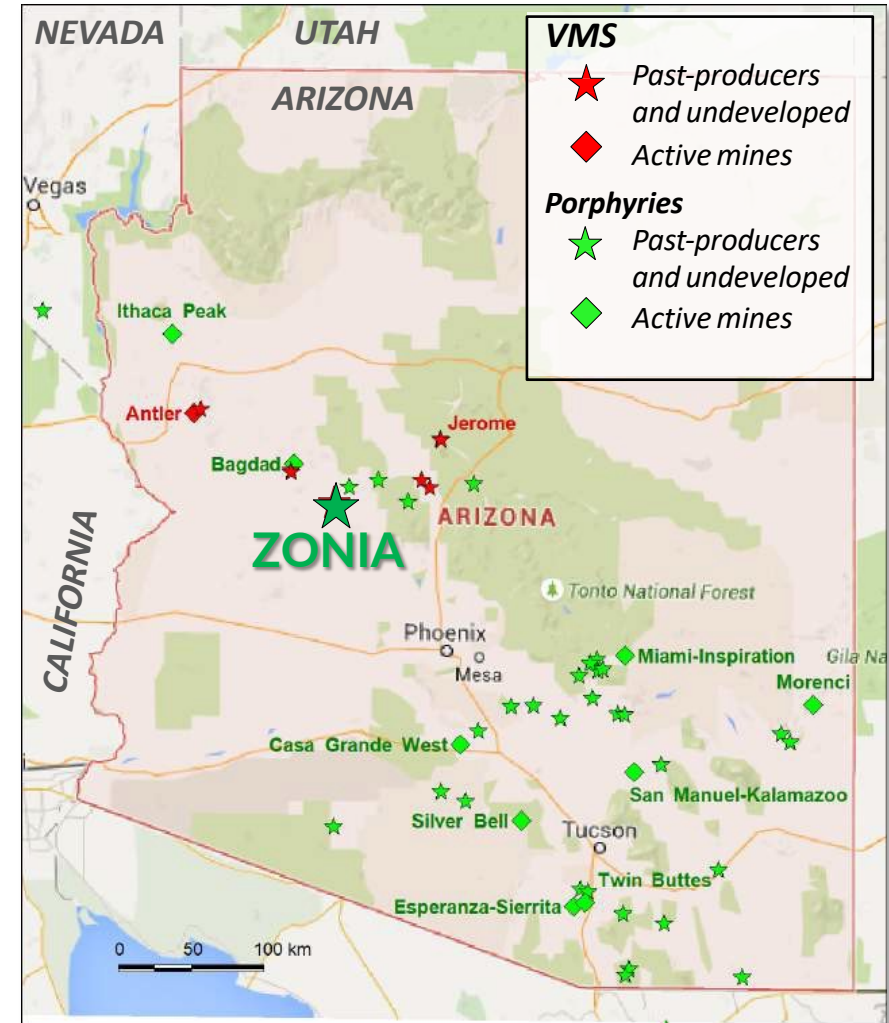 NEVADA
UTAH
ARIZONA
VMS
Past-producers
and undeveloped
Active mines
Porphyries
Past-producers
and undeveloped
Active mines
Vegas
Ithaca Peak
Antler
Jerome
Bagdad
ARIZONA
ZONIA
CALIFORNIA
Tonto National Forest
Phoenix
Mesa
Miami-Inspiration
Gila Na
Morenci
Casa Grande West
San Manuel-Kalamazoo
Silver Bell
Tucson
Twin Buttes
Esperanza-Sierrita
0 50 100 km